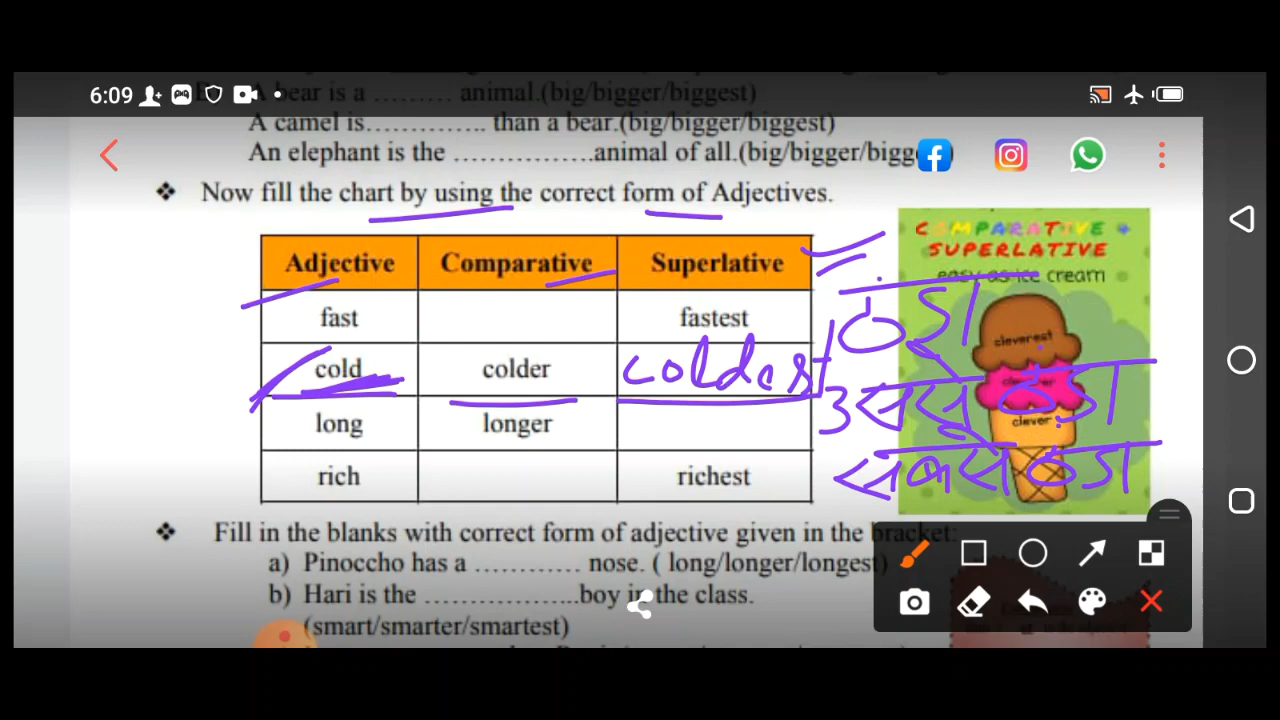 6:09
A bear is a ……… animal.(big/bigger/biggest)
A camel is………….. than a bear.(big/bigger/biggest)
An elephant is the …………..animal of all.(big/bigger/bigg
❖ Now fill the chart by using the correct form of Adjectives.
Adjective Comparative Superlative
fast fastest
cold colder coldest
long longer
rich richest
COMPARATIVE +
SUPERLATIVE
easy as ice cream
cleverest
clever
ठंडा
ठंडा
ठंडा
❖ Fill in the blanks with correct form of adjective given in the bracket:
a) Pinoccho has a ………… nose. ( long/longer/longest)
b) Hari is the ……………..boy in the class.
(smart/smarter/smartest)